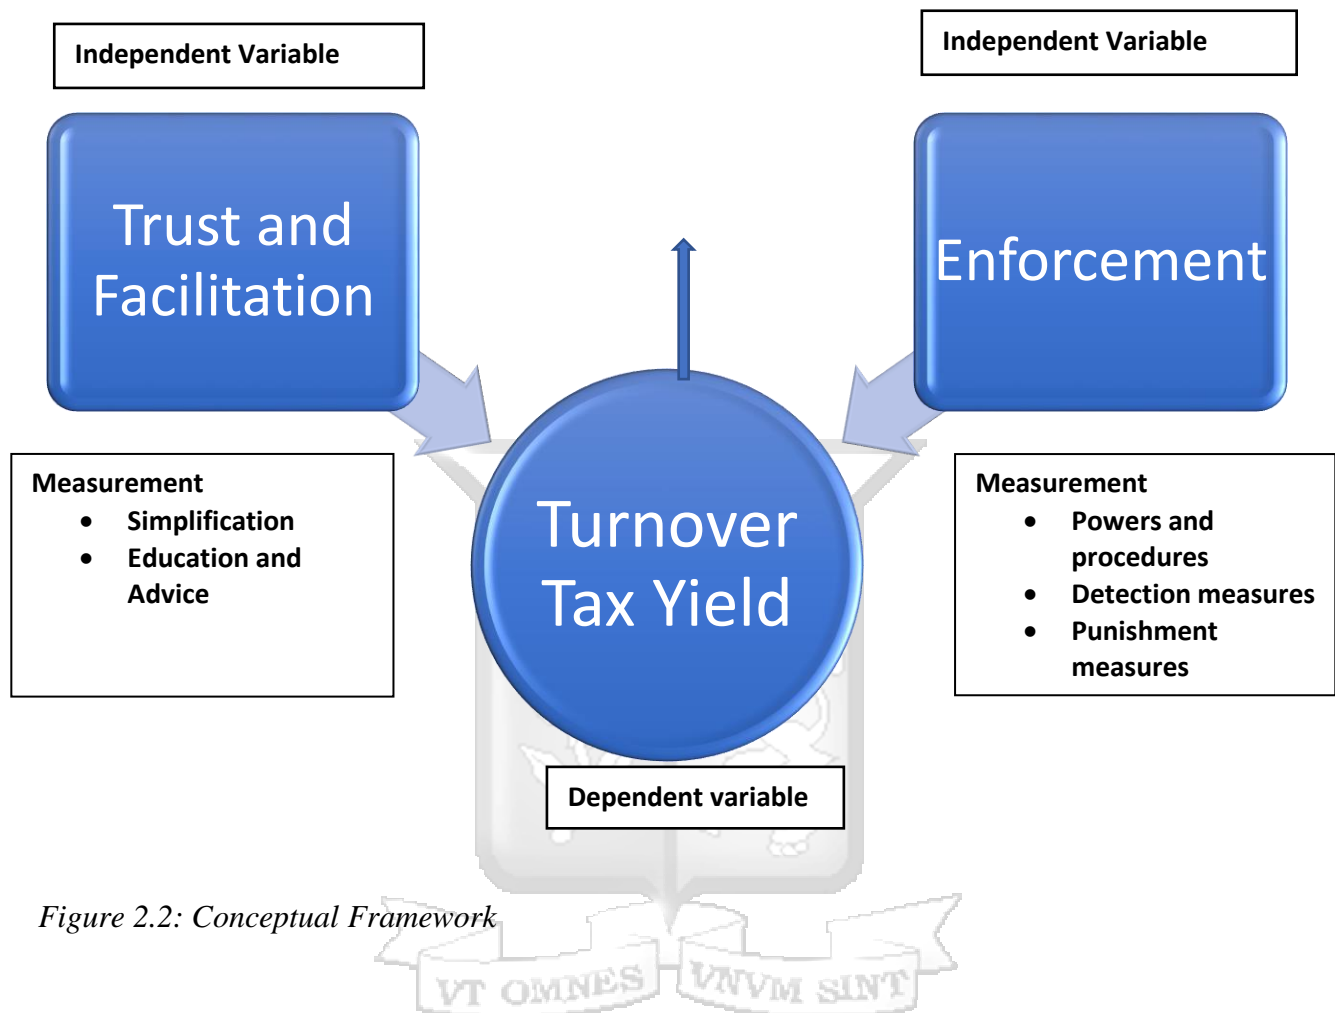 Independent Variable
Independent Variable
Trust and
Facilitation
Enforcement
Measurement
• Simplification
• Education and
Advice
Turnover
Tax Yield
Measurement
• Powers and
procedures
• Detection measures
• Punishment
measures
Dependent variable
Figure 2.2: Conceptual Framework
VT OMNES VNVM SINT